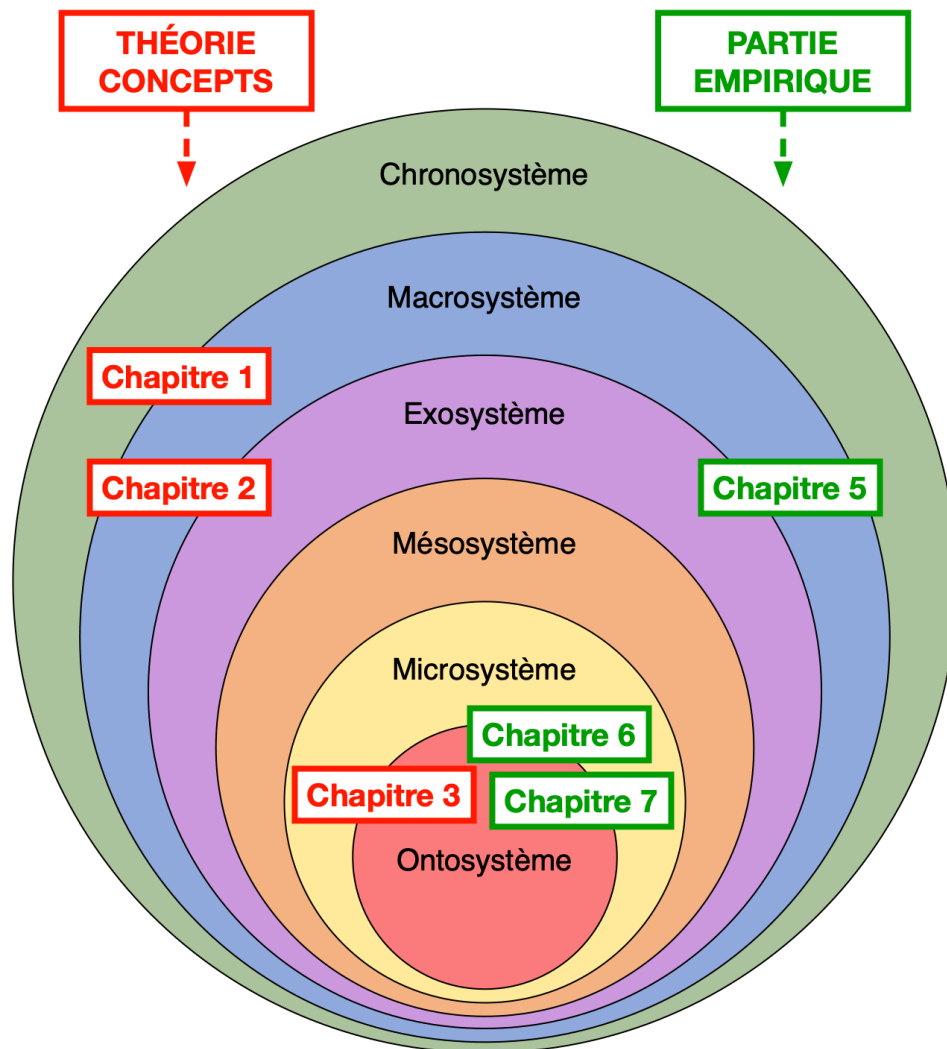 THÉORIE
CONCEPTS
PARTIE
EMPIRIQUE
Chronosystème
Macrosystème
Chapitre 1
Exosystème
Chapitre 2
Chapitre 5
Mésosystème
Microsystème
Chapitre 6
Chapitre 3
Chapitre 7
Ontosystème